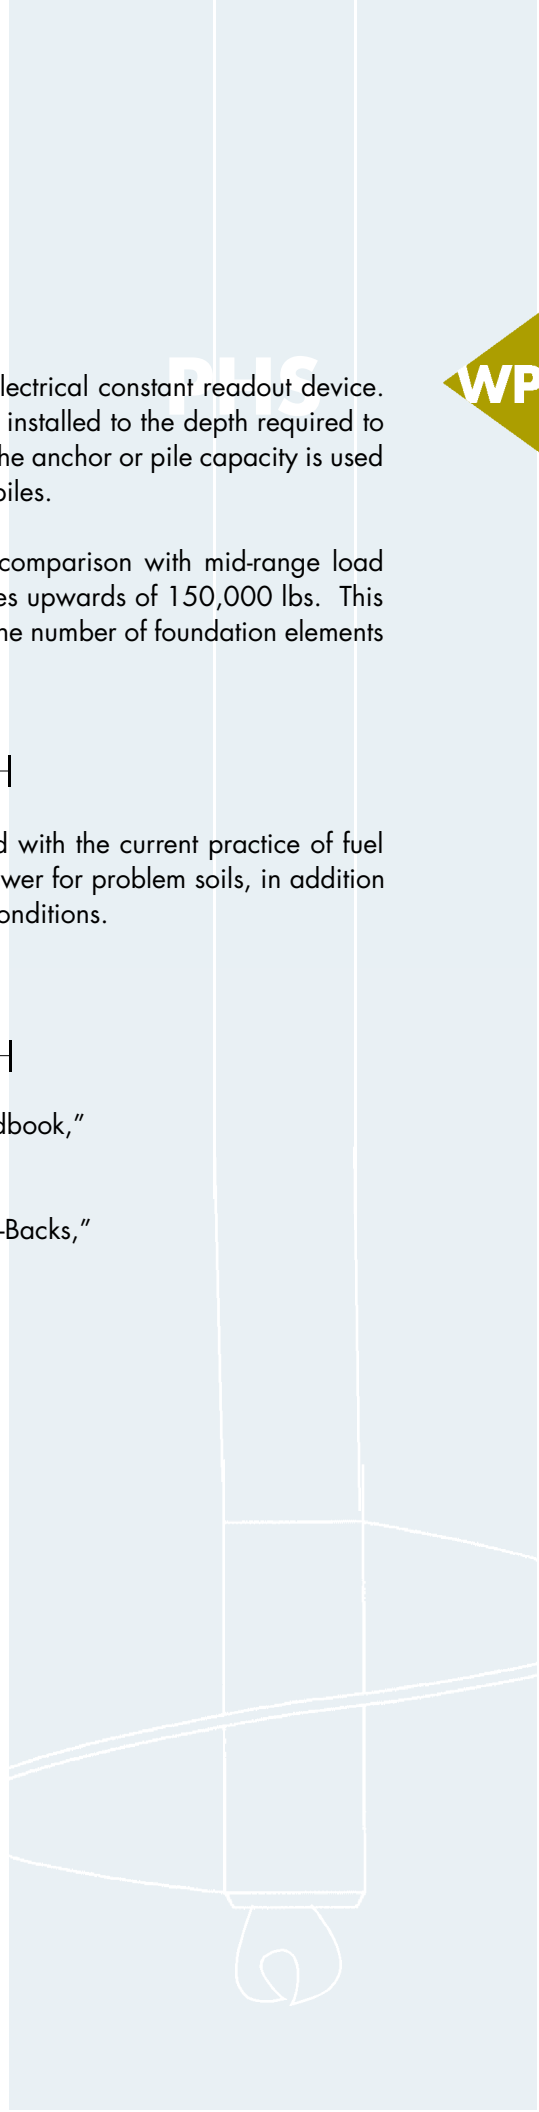 PHS
WP
lectrical constant readout device.
installed to the depth required to
he anchor or pile capacity is used
piles.
comparison with mid-range load
es upwards of 150,000 lbs. This
he number of foundation elements
H
d with the current practice of fuel
wer for problem soils, in addition
onditions.
H
dbook,”
-Backs,”